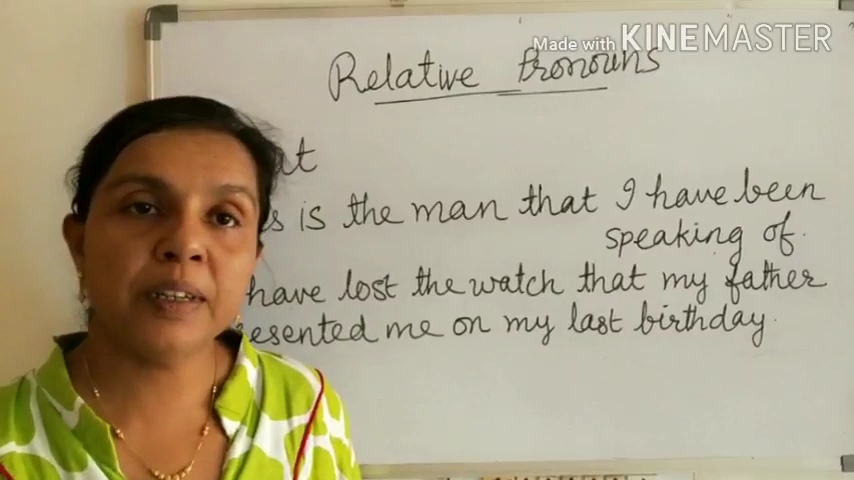 Made with KINEMASTER
Relative Pronouns
is the man that I have been
speaking of.
have lost the watch that my father
me on my last birthday.